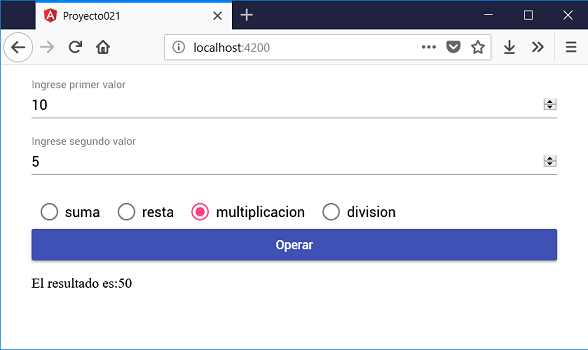 Proyecto021
localhost:4200
Ingrese primer valor
10
Ingrese segundo valor
5
suma resta multiplicacion division
Operar
El resultado es:50